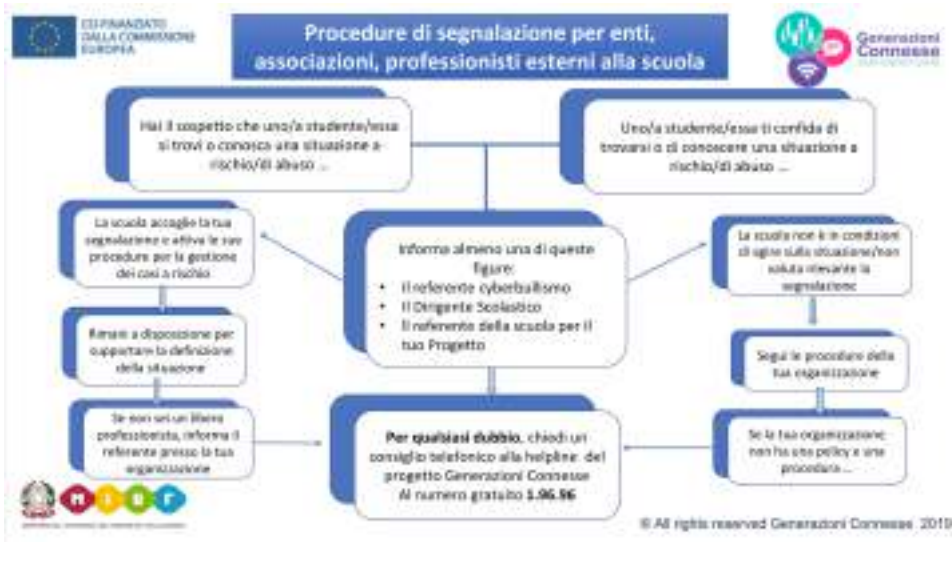 CO-FINANZIATO
DALLA COMMISSIONE
EUROPEA
Procedure di segnalazione per enti,
associazioni, professionisti esterni alla scuola
Generazioni
Connesse
Hai il sospetto che uno/a studente/essa
si trovi o conosca una situazione a
rischio/di abuso ...
Uno/a studente/essa ti confida di
trovarsi o di conoscere una situazione a
rischio/di abuso ...
La scuola accoglie la tua
segnalazione e attiva le sue
procedure per la gestione
dei casi a rischio
Informa almeno una di queste
figure:
• Il referente cyberbullismo
• Il Dirigente Scolastico
• Il referente della scuola per il
tuo Progetto
La scuola non è in condizioni
di agire sulla situazione/non
valuta rilevante la
segnalazione
Rimani a disposizione per
supportare la definizione
della situazione
Segui le procedure della
tua organizzazione
Se non sei un libero
professionista, informa il
referente presso la tua
organizzazione
Per qualsiasi dubbio, chiedi un
consiglio telefonico alla helpline del
progetto Generazioni Connesse
Al numero gratuito 1.96.96
Se la tua organizzazione
non ha una policy e una
procedura ...
MIUR
© All rights reserved Generazioni Connesse 2019